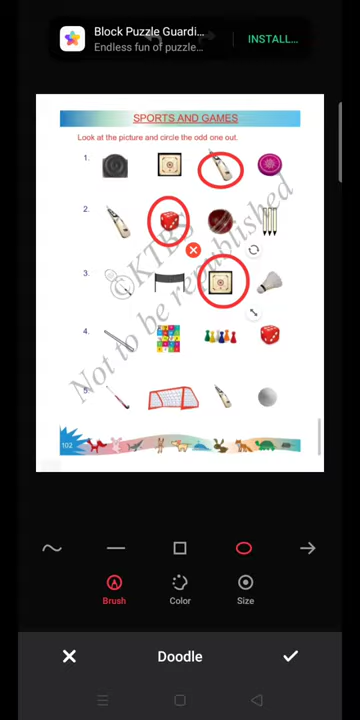 Block Puzzle Guardi...
Endless fun of puzzle...
INSTALL...
SPORTS AND GAMES
Look at the picture and circle the odd one out.
1.
2.
3.
4.
5.
©KTBS
Not to be republished
102
Brush
Color
Size
Doodle